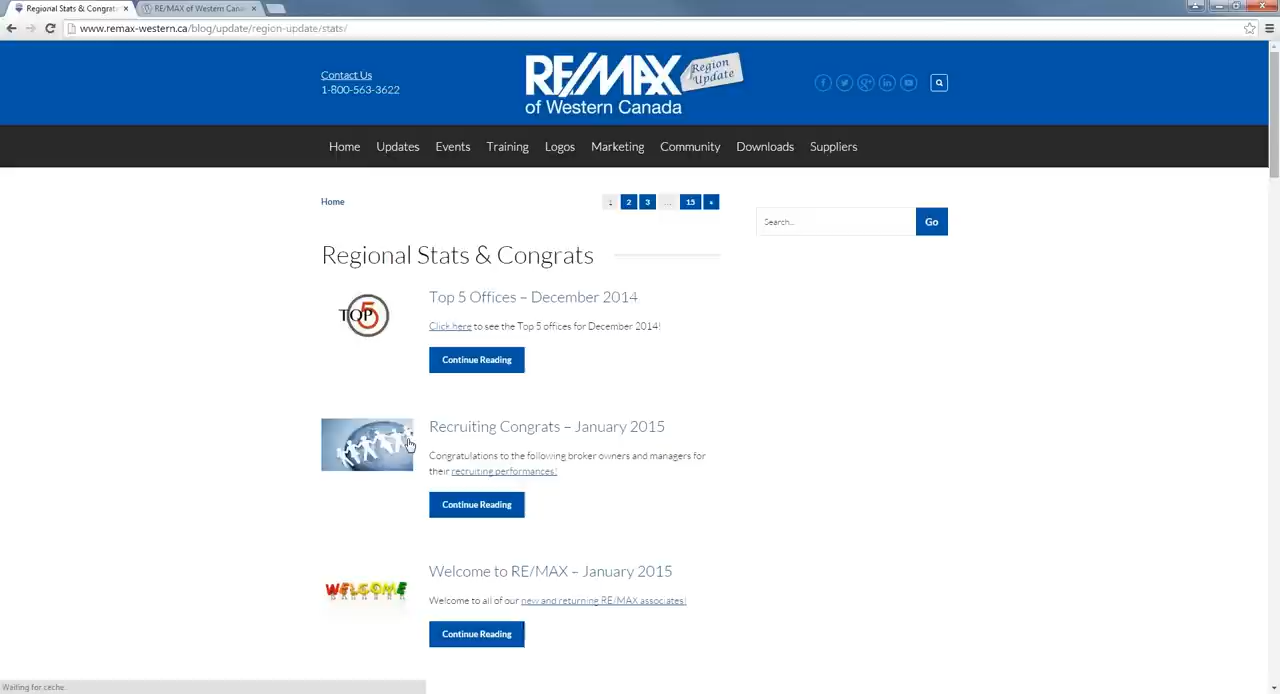 Regional Stats & Congrat
RE/MAX of Western Cana
www.remax-western.ca/blog/update/region-update/stats/
Contact Us
1-800-563-3622
RE/MAX
Region
Update
of Western Canada
Home Updates Events Training Logos Marketing Community Downloads Suppliers
Home
1 2 3 ... 15 »
Search...
Go
Regional Stats & Congrats
TOP 5
Top 5 Offices – December 2014
Click here to see the Top 5 offices for December 2014!
Continue Reading
Recruiting Congrats – January 2015
Congratulations to the following broker owners and managers for
their recruiting performances!
Continue Reading
WELCOME
Welcome to RE/MAX – January 2015
Welcome to all of our new and returning RE/MAX associates!
Continue Reading
Waiting for cache...